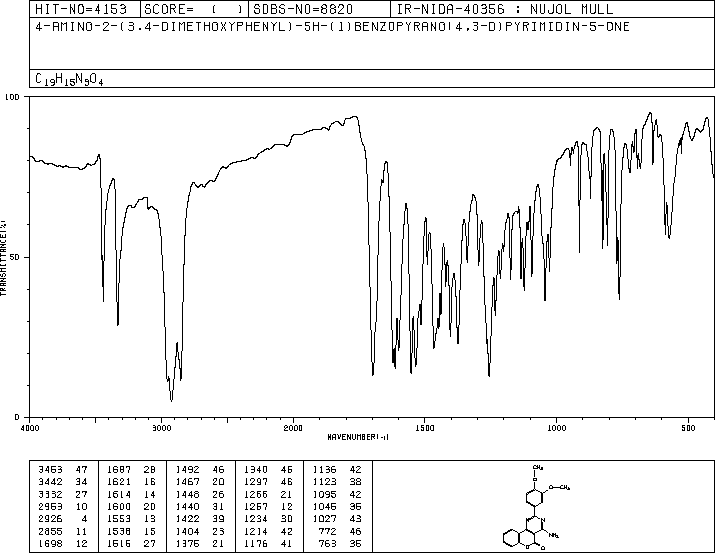 HIT-NO=4153 SCORE= ( ) SDBS-NO=8820 IR-NIDA-40356 : NUJOL MULL
4-AMINO-2-(3,4-DIMETHOXYPHENYL)-5H-(1)BENZOPYRANO(4,3-D)PYRIMIDIN-5-ONE
C19H15N3O4
100
50
0
TRANSMITTANCE(%)
4000 3000 2000 1500 1000 500
WAVENUMBER(-1)
3463 47 1687 28 1492 46 1340 46 1136 42
3442 34 1621 16 1467 20 1297 46 1123 38
3332 27 1614 14 1448 26 1266 21 1095 42
2953 10 1600 20 1440 31 1257 12 1046 35
2926 4 1553 13 1422 39 1234 30 1027 43
2855 11 1538 15 1404 23 1214 42 772 46
1698 12 1516 27 1376 21 1176 41 763 35
CH3
O
O—CH3
N
N
NH2
O
O